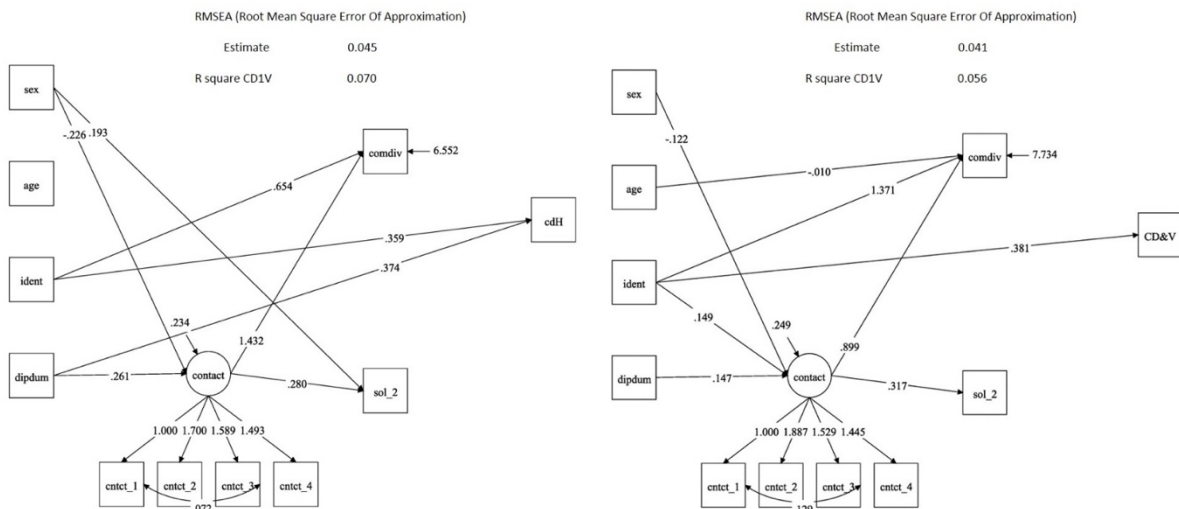 RMSEA (Root Mean Square Error Of Approximation)
Estimate 0.045
R square CD1V 0.070
sex
-.226 .193
comdiv
6.552
age
.654
cdH
.359
ident
.374
.234
1.432
dipdum
.261
contact
.280
sol_2
1.000 1.700 1.589 1.493
cntct_1 cntct_2 cntct_3 cntct_4
.072
RMSEA (Root Mean Square Error Of Approximation)
Estimate 0.041
R square CD1V 0.056
sex
-.122
comdiv
7.734
age
-.010
1.371
CD&V
.381
ident
.149
.249
.899
dipdum
.147
contact
.317
sol_2
1.000 1.887 1.529 1.445
cntct_1 cntct_2 cntct_3 cntct_4